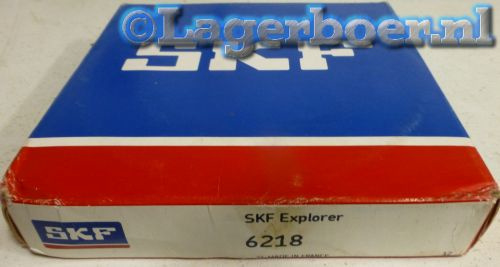 ©Lagerboer.nl
SKF
SKF Explorer
SKF
6218
MADE IN FRANCE